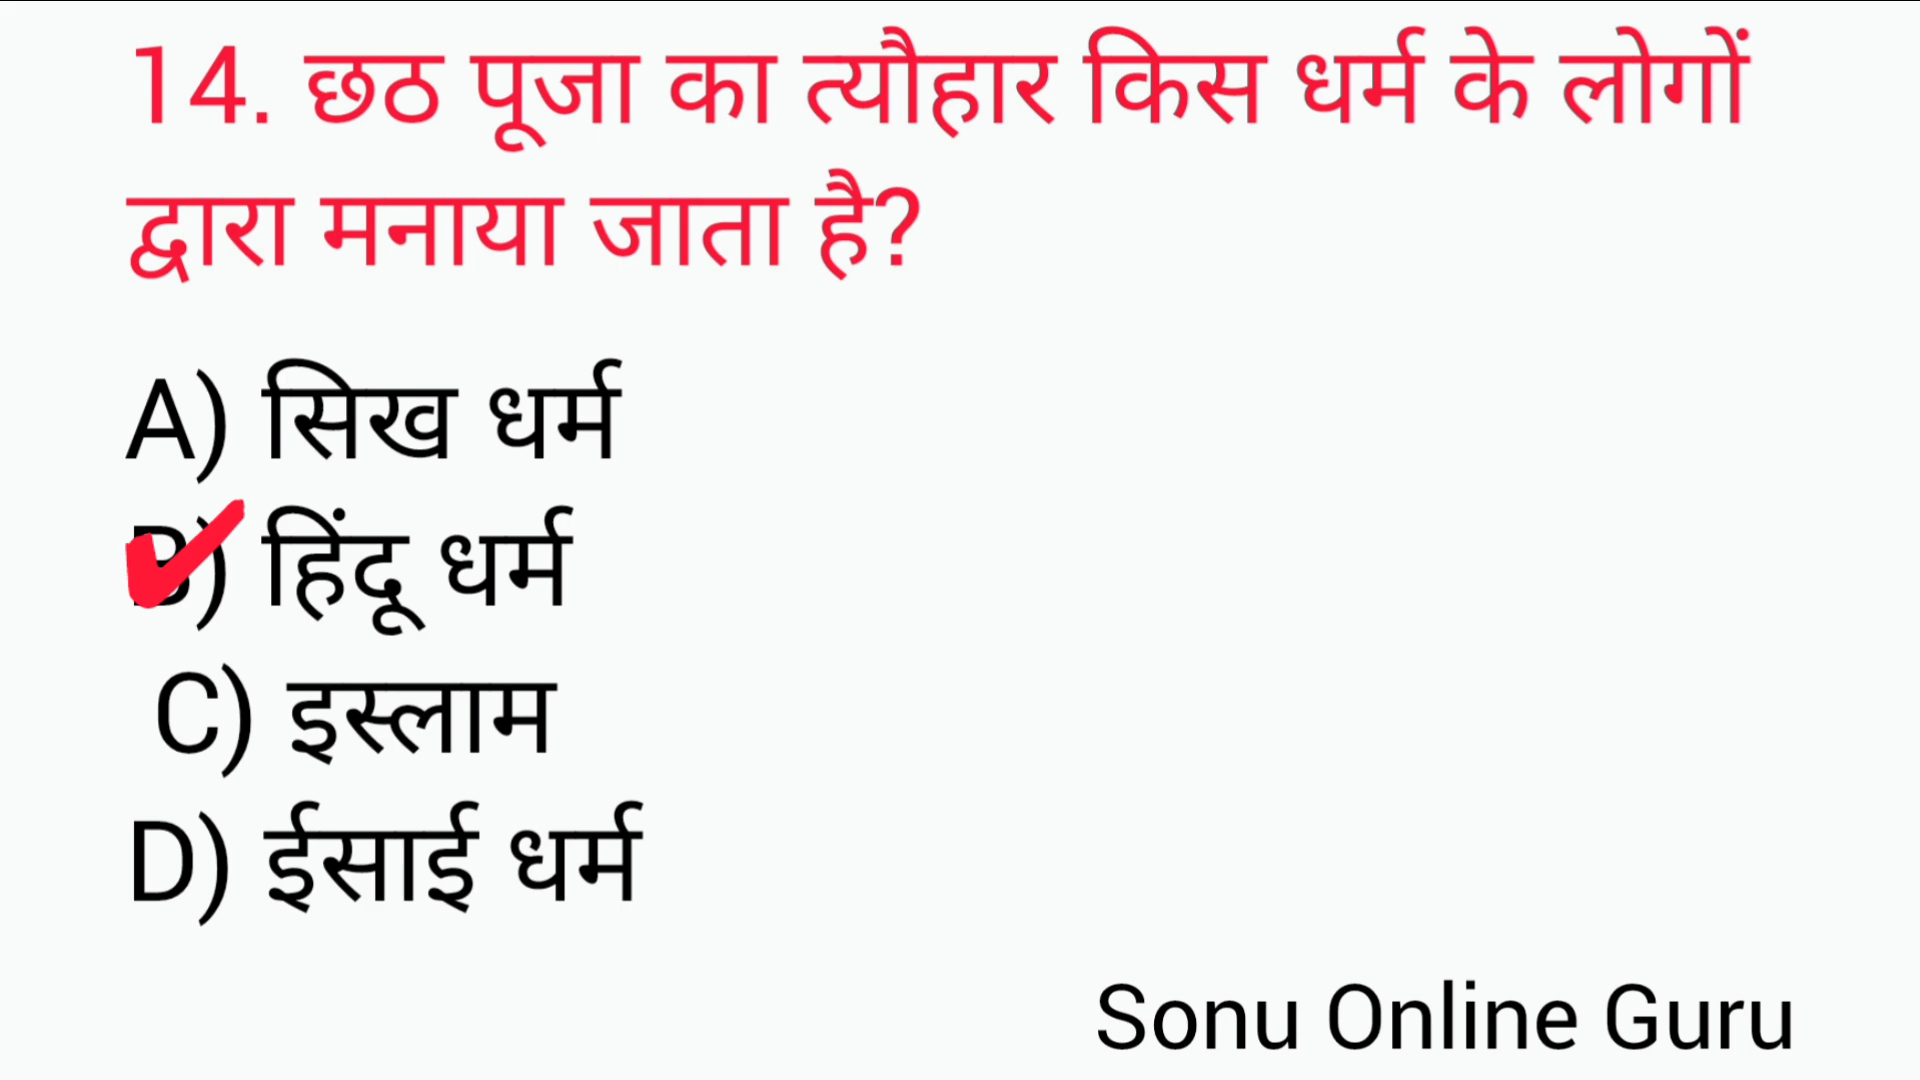 14. छठ पूजा का त्यौहार किस धर्म के लोगों
द्वारा मनाया जाता है?
A) सिख धर्म
B) हिंदू धर्म
C) इस्लाम
D) ईसाई धर्म
Sonu Online Guru